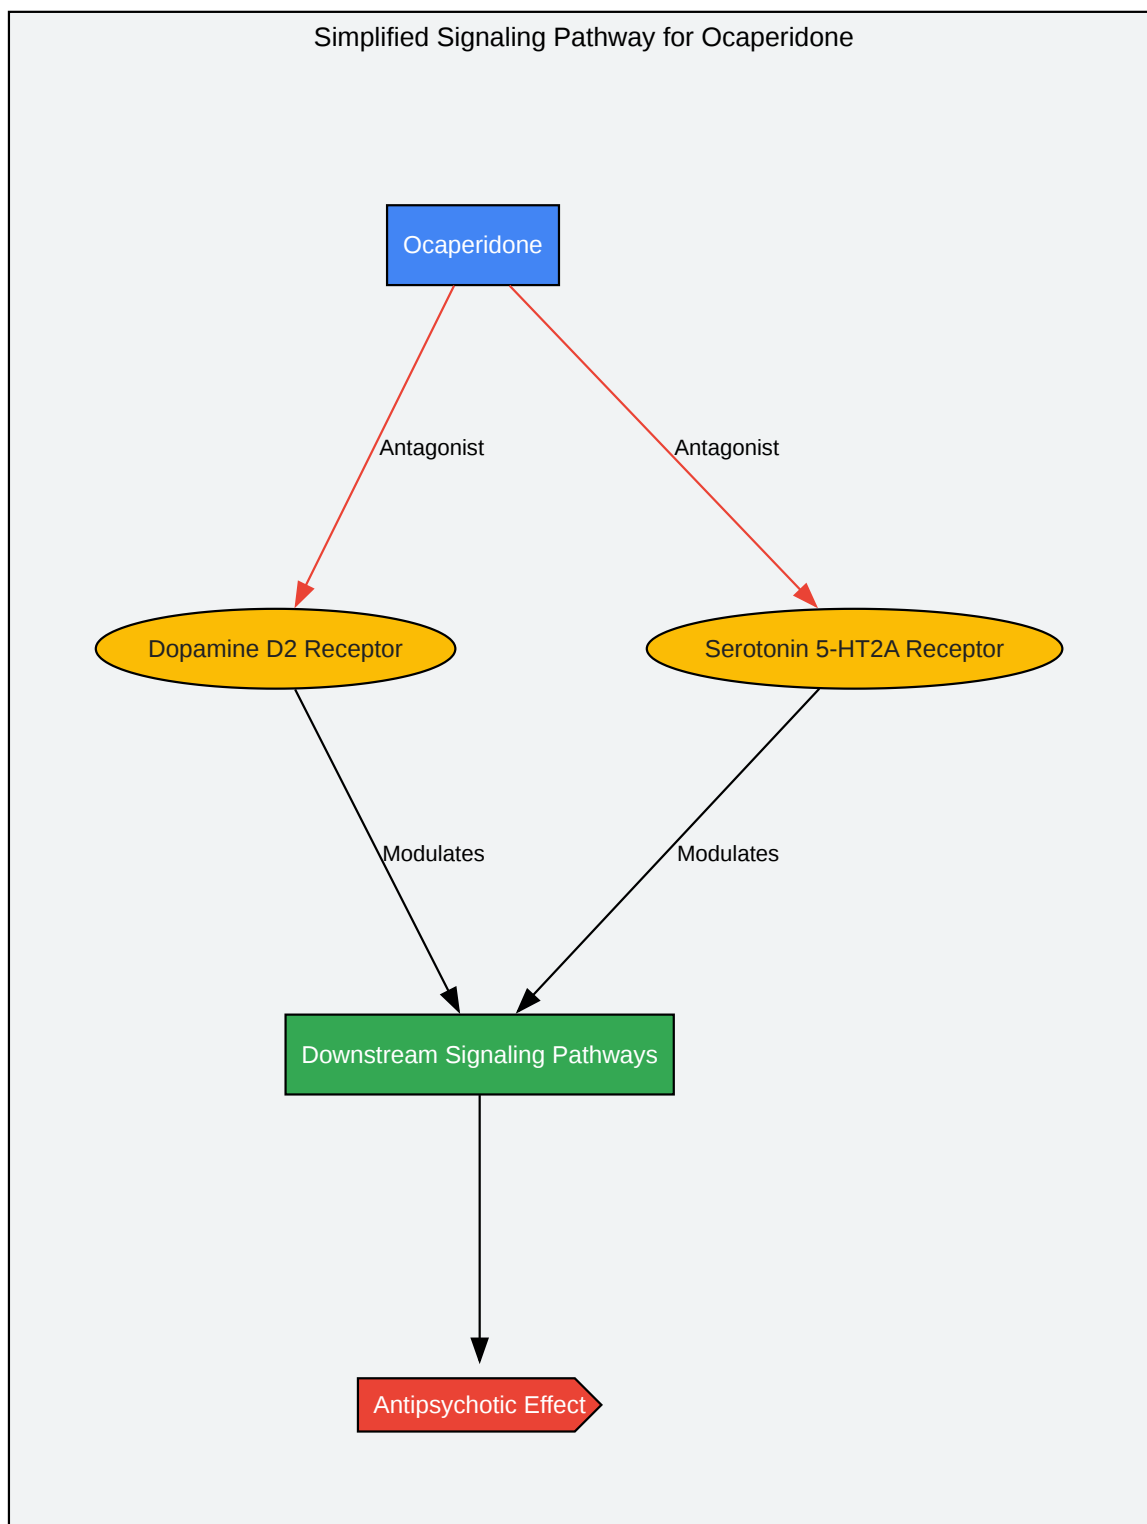 Simplified Signaling Pathway for Ocaperidone
Ocaperidone
Antagonist
Antagonist
Dopamine D2 Receptor
Serotonin 5-HT2A Receptor
Modulates
Modulates
Downstream Signaling Pathways
Antipsychotic Effect